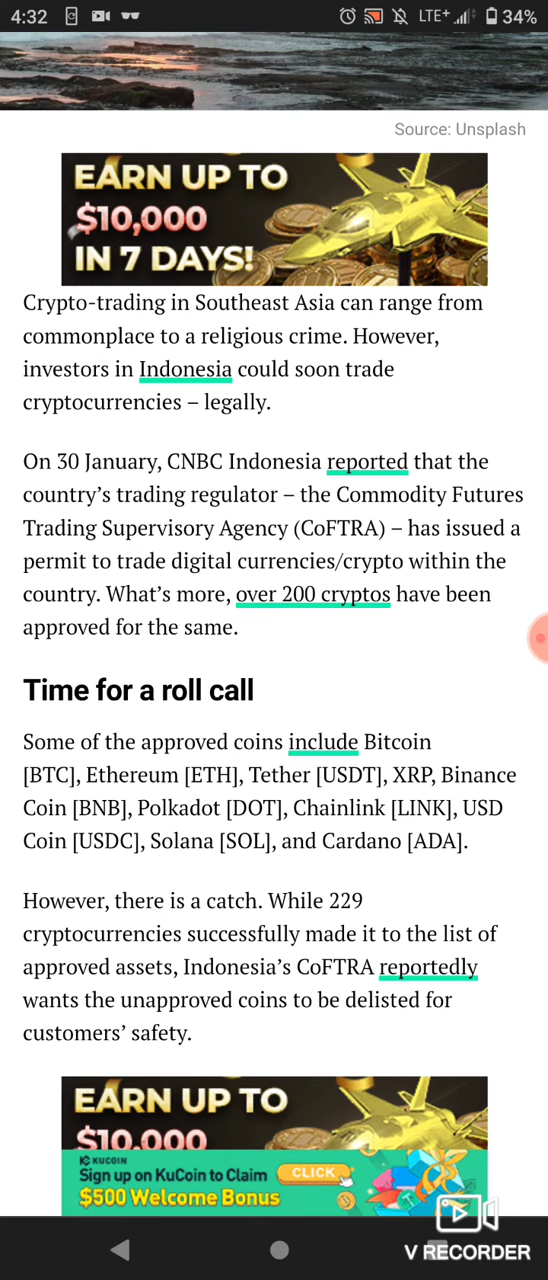 4:32
LTE+
34%
Source: Unsplash
EARN UP TO
$10,000
IN 7 DAYS!
Crypto-trading in Southeast Asia can range from
commonplace to a religious crime. However,
investors in Indonesia could soon trade
cryptocurrencies – legally.
On 30 January, CNBC Indonesia reported that the
country's trading regulator – the Commodity Futures
Trading Supervisory Agency (CoFTRA) – has issued a
permit to trade digital currencies/crypto within the
country. What's more, over 200 cryptos have been
approved for the same.
Time for a roll call
Some of the approved coins include Bitcoin
[BTC], Ethereum [ETH], Tether [USDT], XRP, Binance
Coin [BNB], Polkadot [DOT], Chainlink [LINK], USD
Coin [USDC], Solana [SOL], and Cardano [ADA].
However, there is a catch. While 229
cryptocurrencies successfully made it to the list of
approved assets, Indonesia's CoFTRA reportedly
wants the unapproved coins to be delisted for
customers' safety.
EARN UP TO
$10,000
KUCOIN
Sign up on KuCoin to Claim
$500 Welcome Bonus
CLICK
V RECORDER